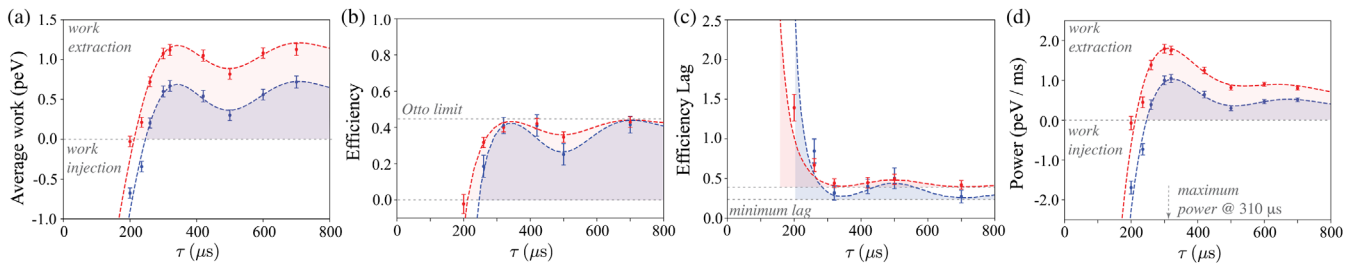 (a)
Average work (peV)
1.5
1.0
0.5
0.0
-0.5
-1.0
work
extraction
work
injection
0
200
400
600
800
τ (μs)
(b)
Efficiency
1.0
0.8
0.6
0.4
0.2
0.0
Otto limit
0
200
400
600
800
τ (μs)
(c)
Efficiency Lag
2.5
2.0
1.5
1.0
0.5
0.0
minimum lag
0
200
400
600
800
τ (μs)
(d)
Power (peV / ms)
2.0
1.0
0.0
-1.0
-2.0
work
extraction
work
injection
maximum
power @ 310 μs
0
200
400
600
800
τ (μs)